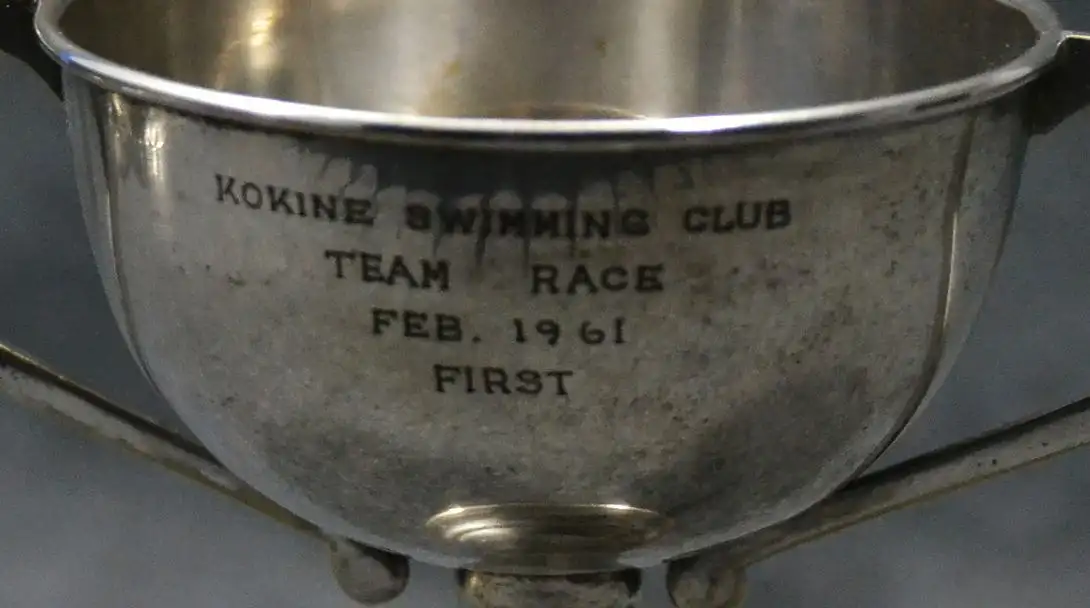 KOKINE SWIMMING CLUB
TEAM RACE
FEB. 1961
FIRST